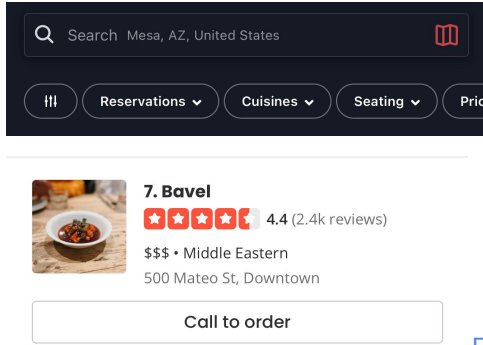 Search Mesa, AZ, United States
Reservations Cuisines Seating
7. Bavel
4.4 (2.4k reviews)
$$$ • Middle Eastern
500 Mateo St, Downtown
Call to order